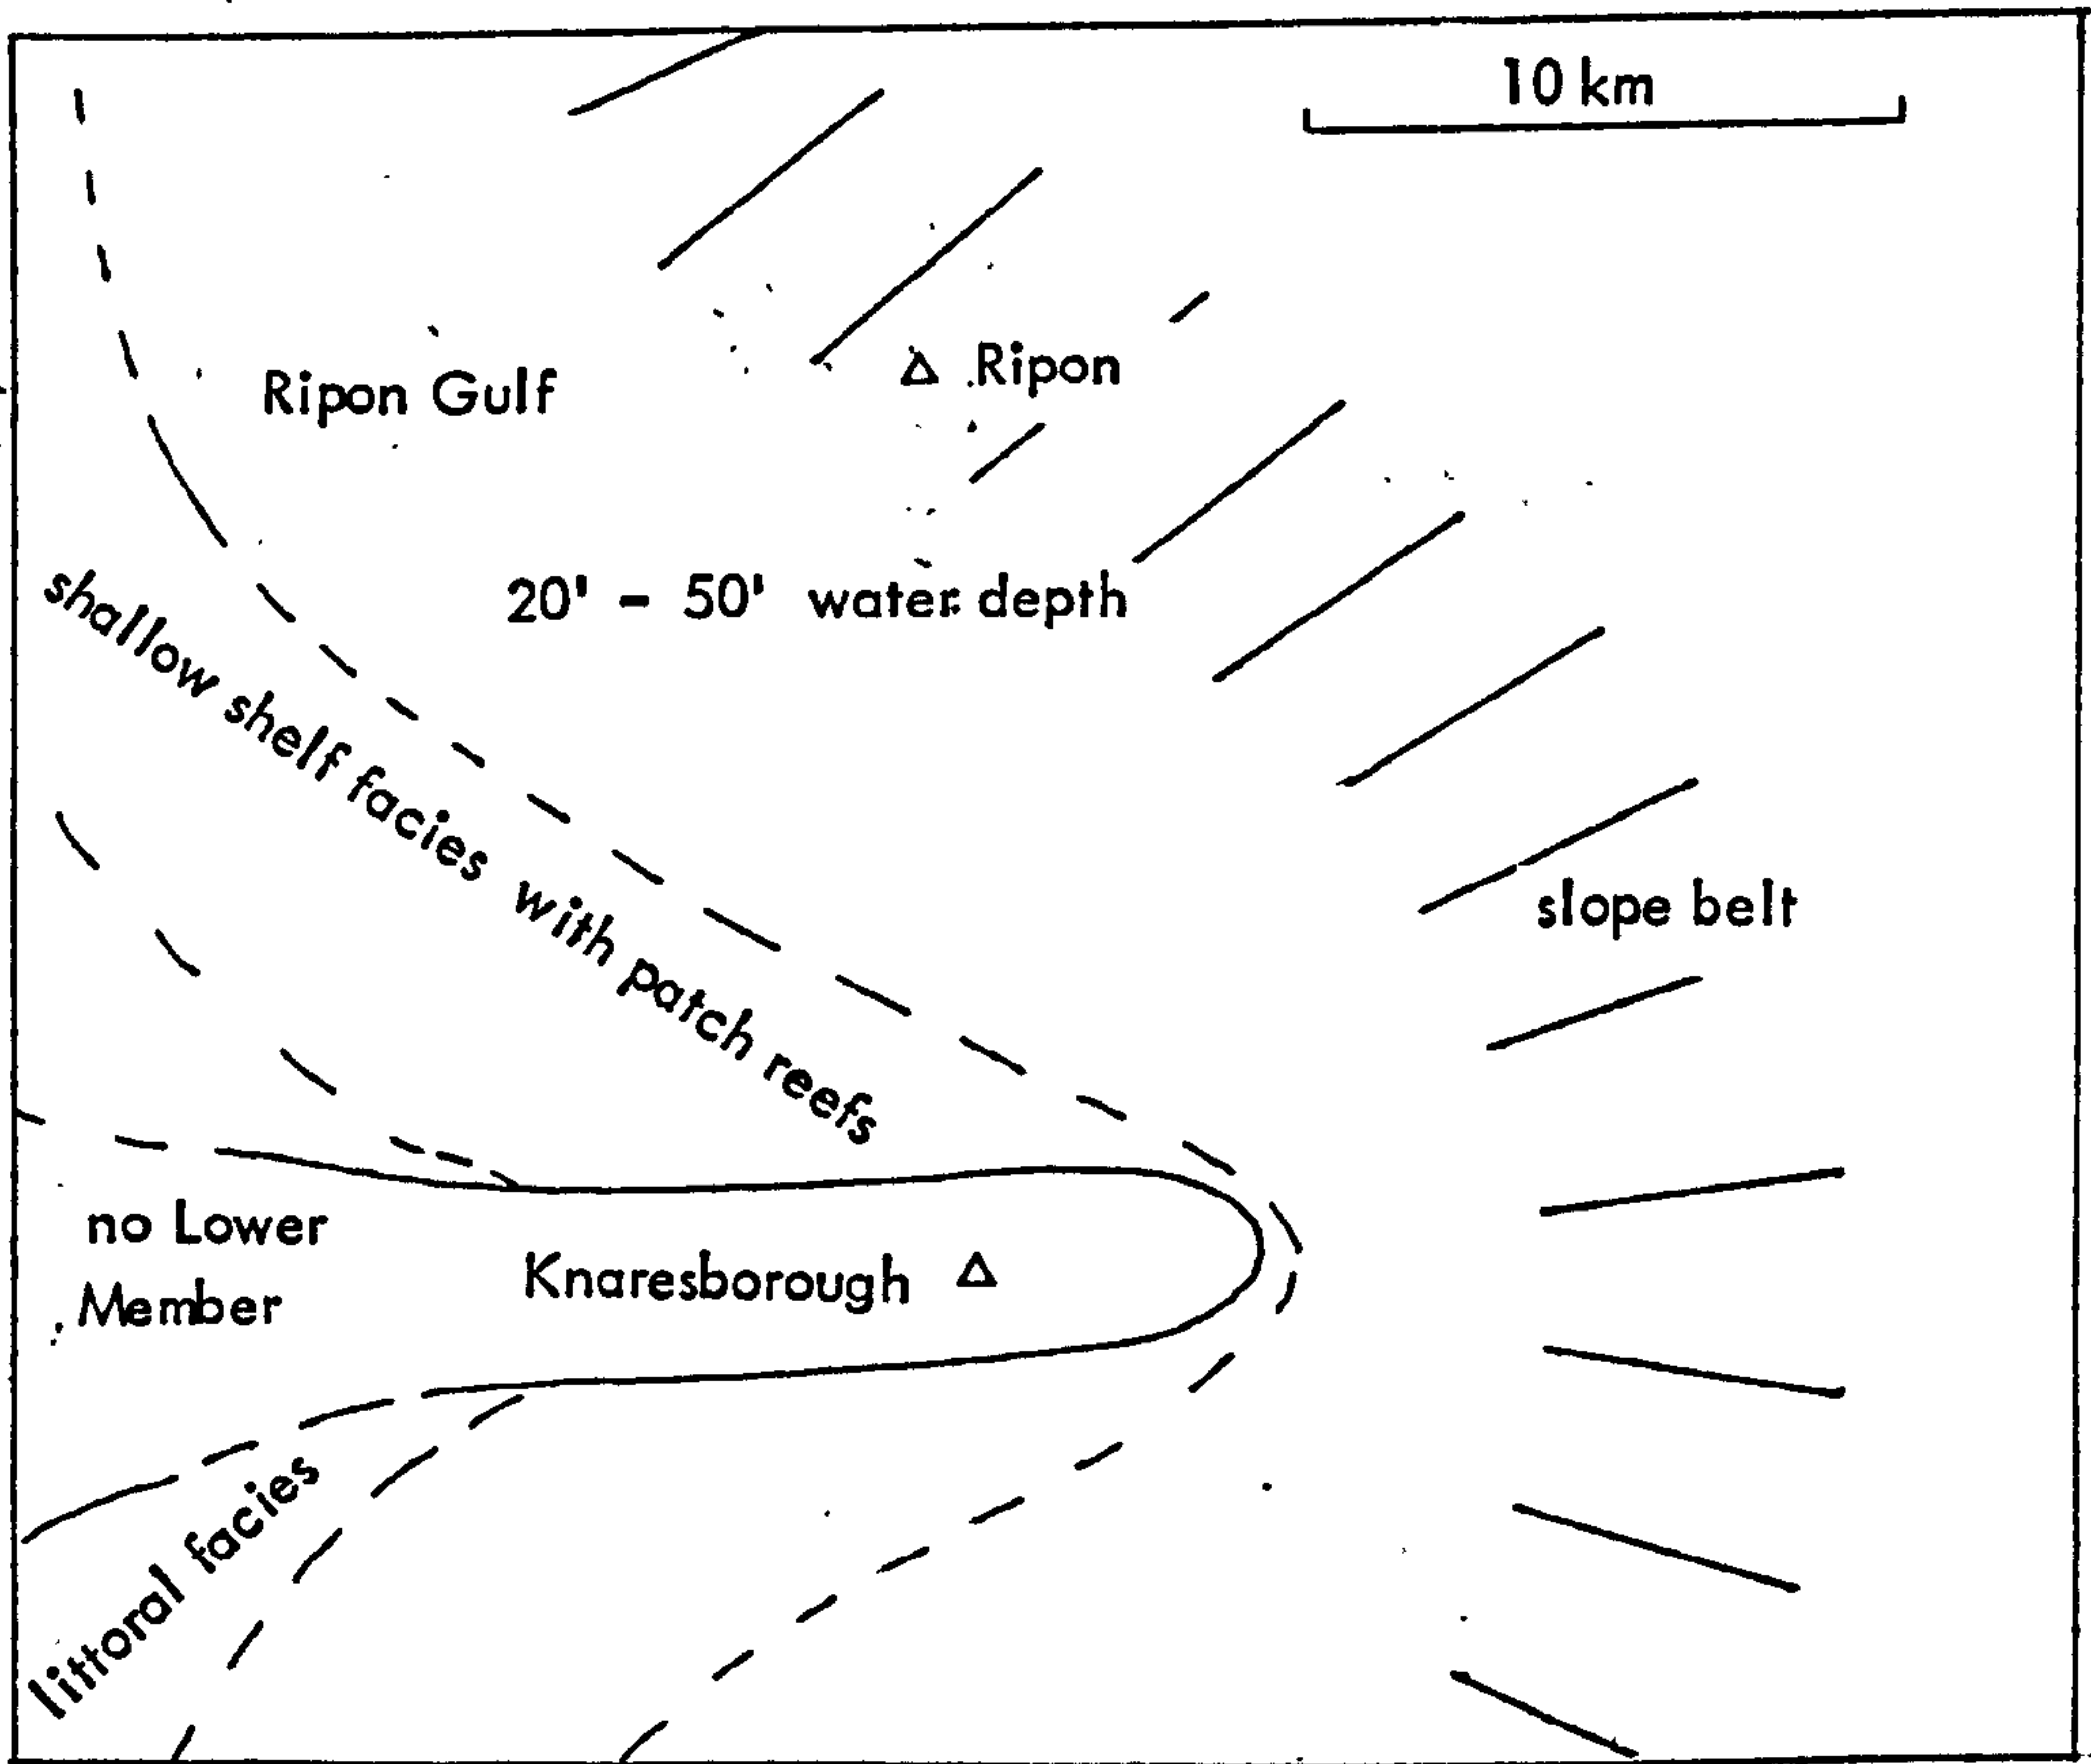 10 km
Ripon
Ripon Gulf
20' - 50' water depth
shallow shelf facies with patch reefs
slope belt
no Lower
Member
Knaresborough
littoral facies